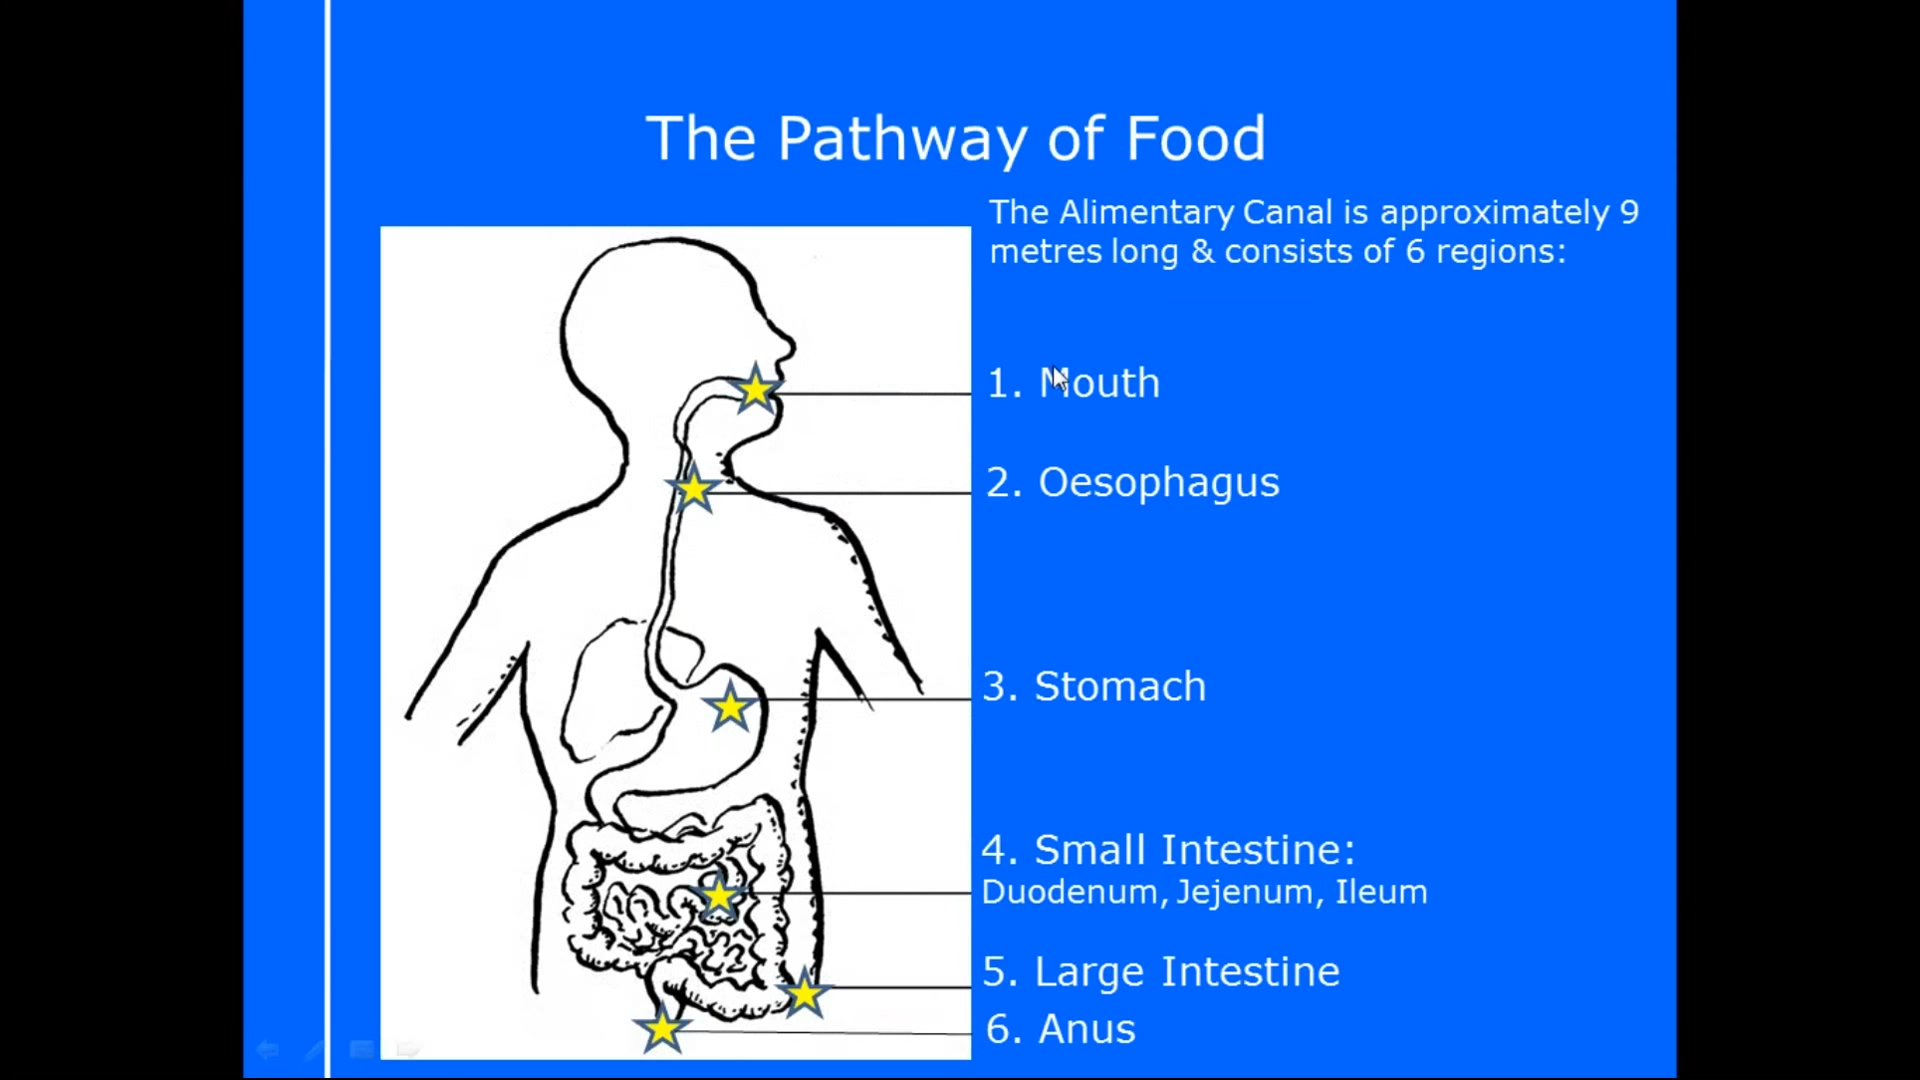 The Pathway of Food
The Alimentary Canal is approximately 9
metres long & consists of 6 regions:
1. Mouth
2. Oesophagus
3. Stomach
4. Small Intestine:
Duodenum, Jejenum, Ileum
5. Large Intestine
6. Anus